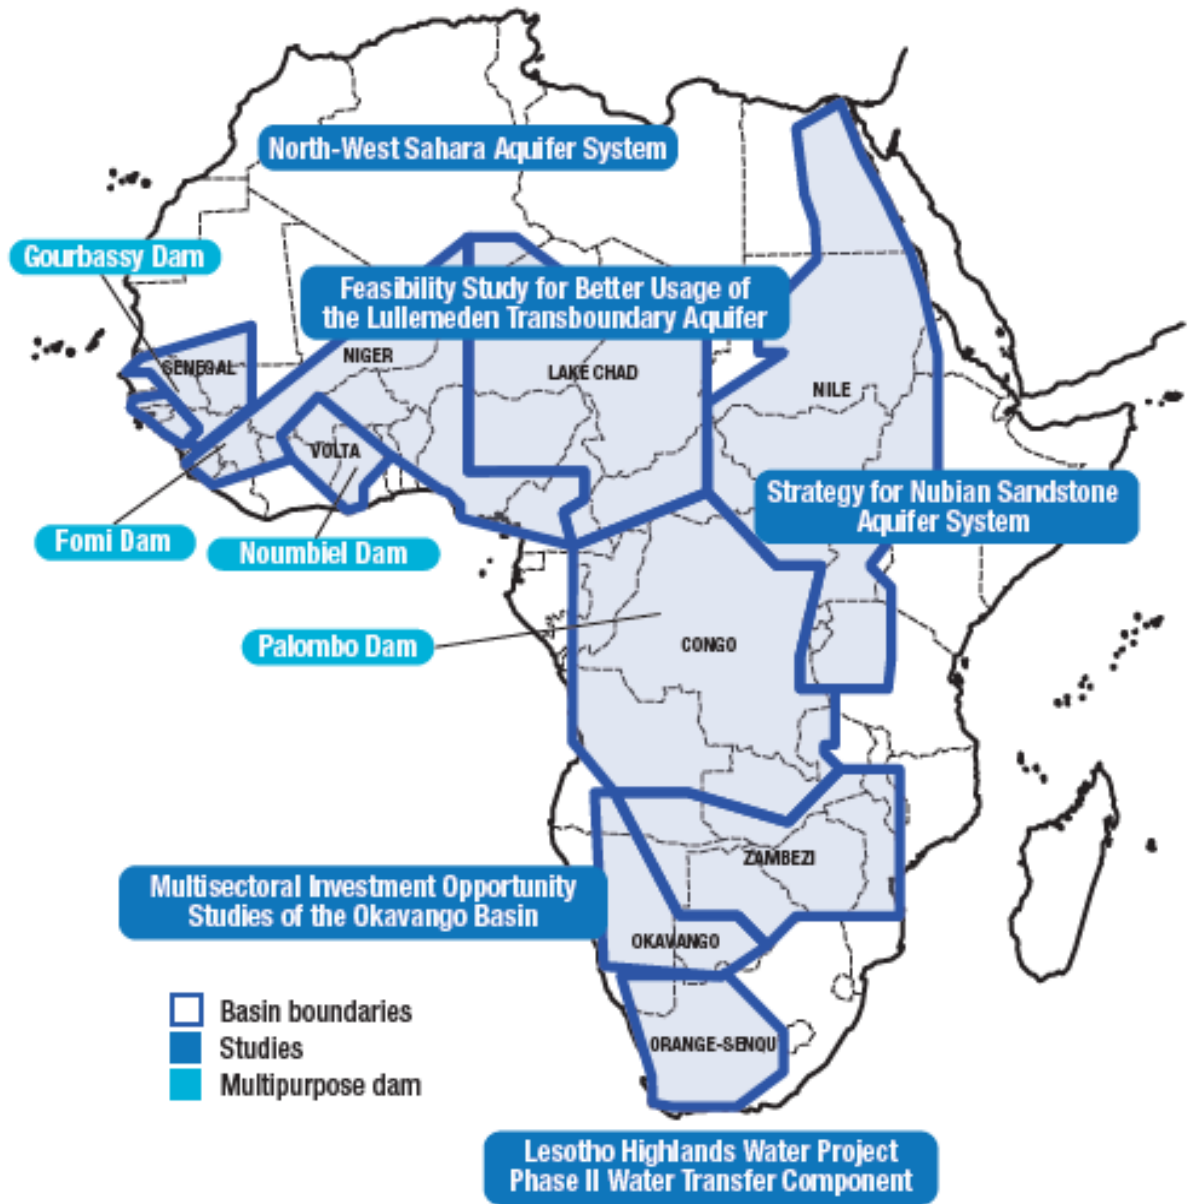 North-West Sahara Aquifer System
Gourbassy Dam
Feasibility Study for Better Usage of
the Lullemeden Transboundary Aquifer
SENEGAL
NIGER
LAKE CHAD
NILE
VOLTA
Strategy for Nubian Sandstone
Aquifer System
Fomi Dam
Noumbiel Dam
Palombo Dam
CONGO
ZAMBEZI
Multisectoral Investment Opportunity
Studies of the Okavango Basin
OKAVANGO
Basin boundaries
Studies
Multipurpose dam
ORANGE-SENQU
Lesotho Highlands Water Project
Phase II Water Transfer Component